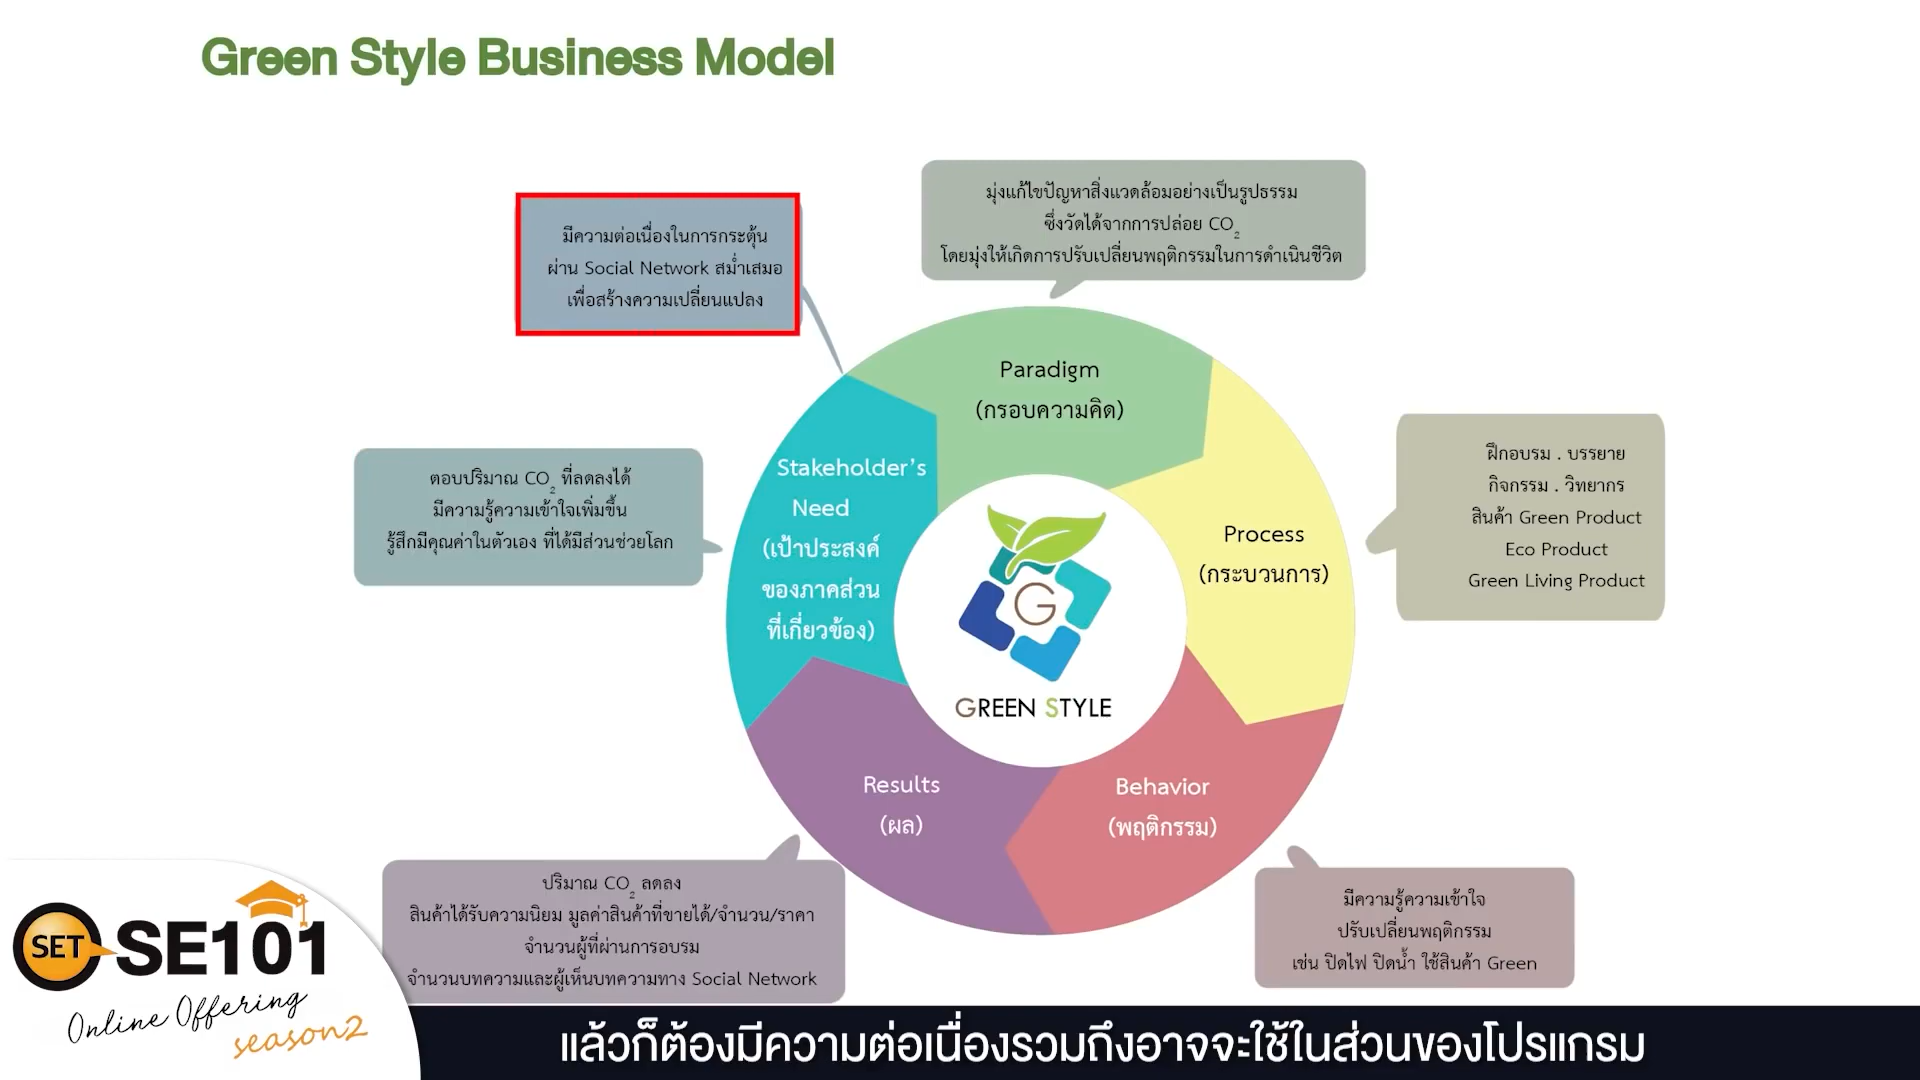 Green Style Business Model
มุ่งแก้ไขปัญหาสิ่งแวดล้อมอย่างเป็นรูปธรรม
ซึ่งวัดได้จากการปล่อย CO2
โดยมุ่งให้เกิดการปรับเปลี่ยนพฤติกรรมในการดำเนินชีวิต
มีความต่อเนื่องในการกระตุ้น
ผ่าน Social Network สม่ำเสมอ
เพื่อสร้างความเปลี่ยนแปลง
Paradigm
(กรอบความคิด)
ตอบปริมาณ CO2 ที่ลดลงได้
มีความรู้ความเข้าใจเพิ่มขึ้น
รู้สึกมีคุณค่าในตัวเอง ที่ได้มีส่วนช่วยโลก
Stakeholder's
Need
(เป้าประสงค์
ของภาคส่วน
ที่เกี่ยวข้อง)
G
GREEN STYLE
Process
(กระบวนการ)
ฝึกอบรม . บรรยาย
กิจกรรม . วิทยากร
สินค้า Green Product
Eco Product
Green Living Product
Results
(ผล)
Behavior
(พฤติกรรม)
ปริมาณ CO2 ลดลง
สินค้าได้รับความนิยม มูลค่าสินค้าที่ขายได้/จำนวน/ราคา
จำนวนผู้ที่ผ่านการอบรม
จำนวนบทความและผู้เห็นบทความทาง Social Network
มีความรู้ความเข้าใจ
ปรับเปลี่ยนพฤติกรรม
เช่น ปิดไฟ ปิดน้ำ ใช้สินค้า Green
SET SE101
Online Offering
season2
แล้วก็ต้องมีความต่อเนื่องรวมถึงอาจจะใช้ในส่วนของโปรแกรม